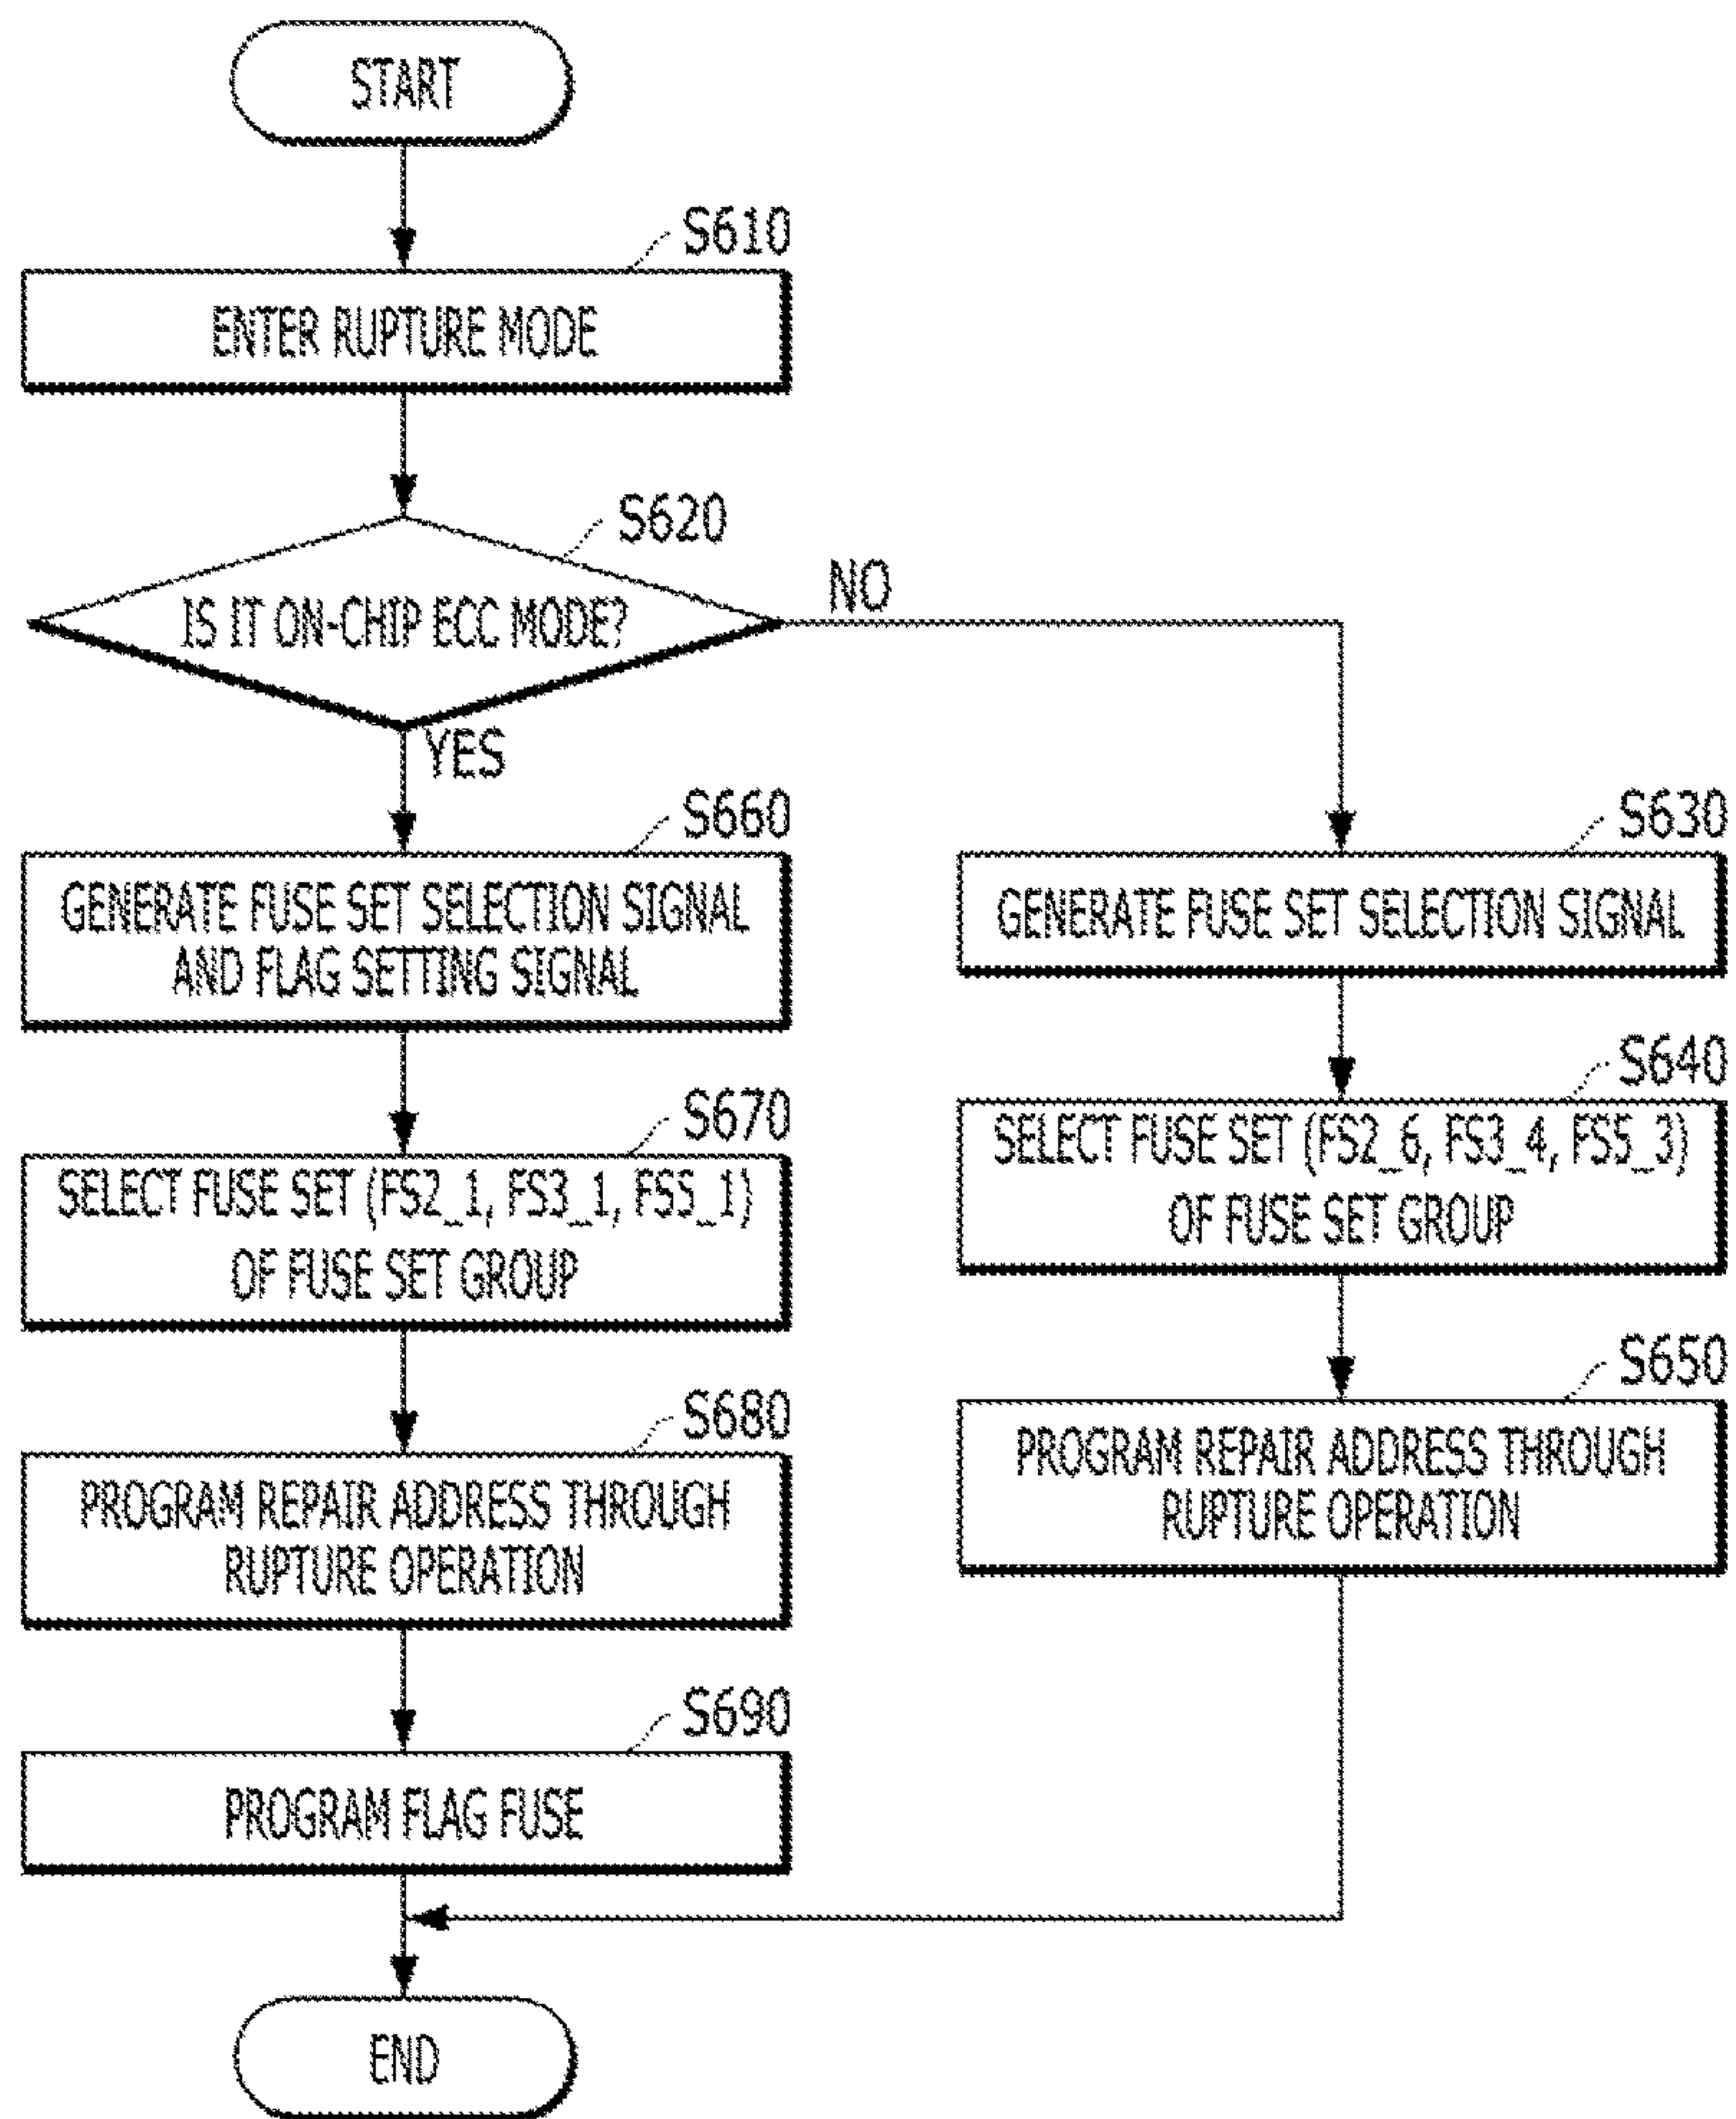 START
S610
ENTER RUPTURE MODE
S620
IS IT ON-CHIP ECC MODE?
NO
YES
S660
GENERATE FUSE SET SELECTION SIGNAL
AND FLAG SETTING SIGNAL
S670
SELECT FUSE SET (FS2_1, FS3_1, FS5_1)
OF FUSE SET GROUP
S680
PROGRAM REPAIR ADDRESS THROUGH
RUPTURE OPERATION
S690
PROGRAM FLAG FUSE
S630
GENERATE FUSE SET SELECTION SIGNAL
S640
SELECT FUSE SET (FS2_6, FS3_4, FS5_3)
OF FUSE SET GROUP
S650
PROGRAM REPAIR ADDRESS THROUGH
RUPTURE OPERATION
END